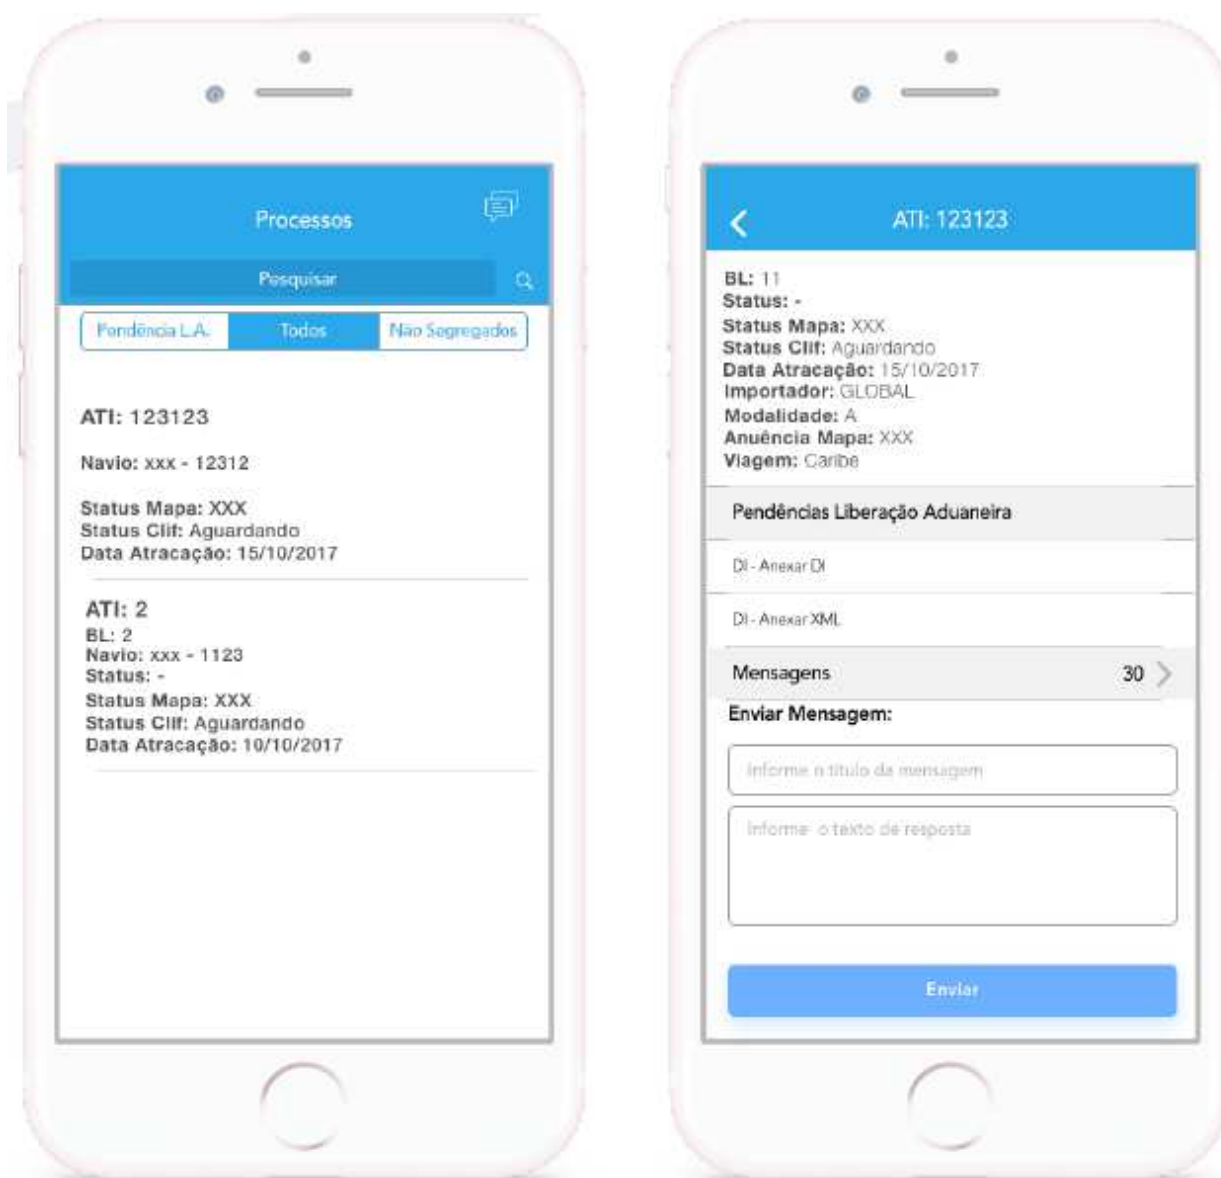 Processos
Pesquisar
Pendência L.A.
Todos
Não Segregados
ATI: 123123
Navio: xxx - 12312
Status Mapa: XXX
Status Clif: Aguardando
Data Atracação: 15/10/2017
ATI: 2
BL: 2
Navio: xxx - 1123
Status: -
Status Mapa: XXX
Status Clif: Aguardando
Data Atracação: 10/10/2017
ATI: 123123
BL: 11
Status: -
Status Mapa: XXX
Status Clif: Aguardando
Data Atracação: 15/10/2017
Importador: GLOBAL
Modalidade: A
Anuência Mapa: XXX
Viagem: Caribe
Pendências Liberação Aduaneira
DI - Anexar DI
DI - Anexar XML
Mensagens 30
Enviar Mensagem:
Informe o título da mensagem
Informe o texto de resposta
Enviar